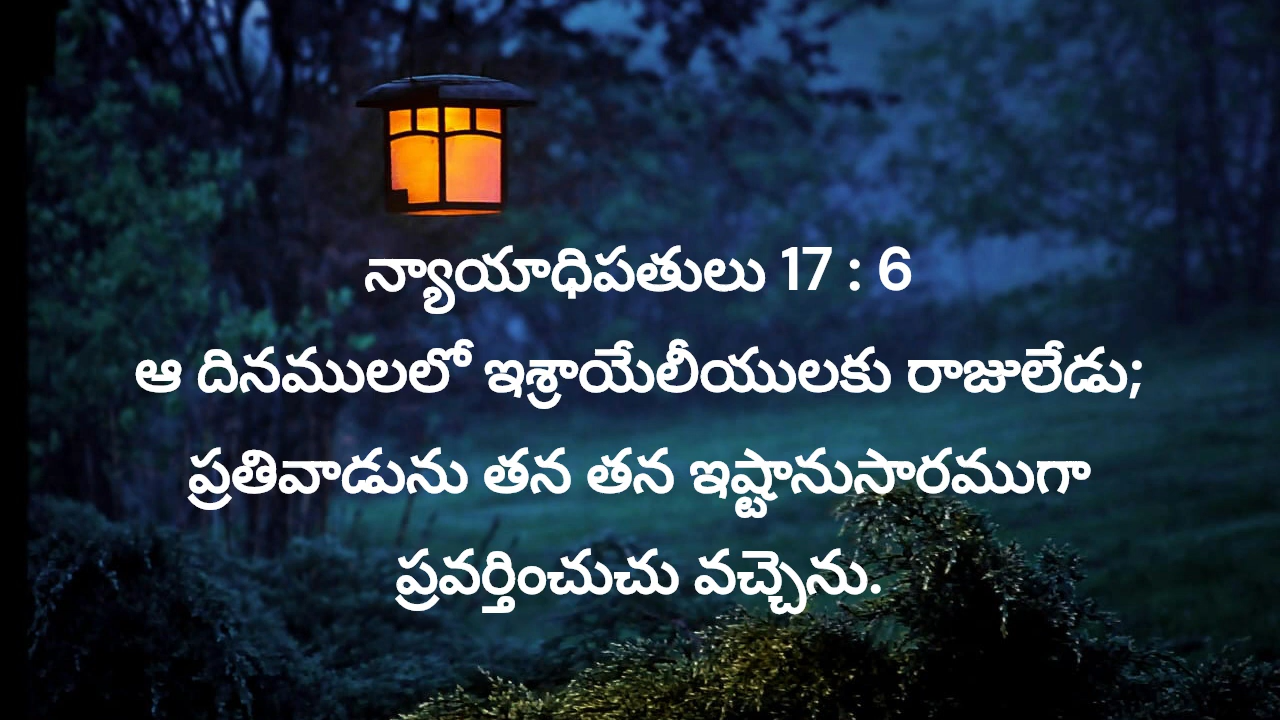 న్యాయాధిపతులు 17 : 6
ఆ దినములలో ఇశ్రాయేలీయులకు రాజులేడు;
ప్రతివాడును తన తన ఇష్టానుసారముగా
ప్రవర్తించుచు వచ్చెను.